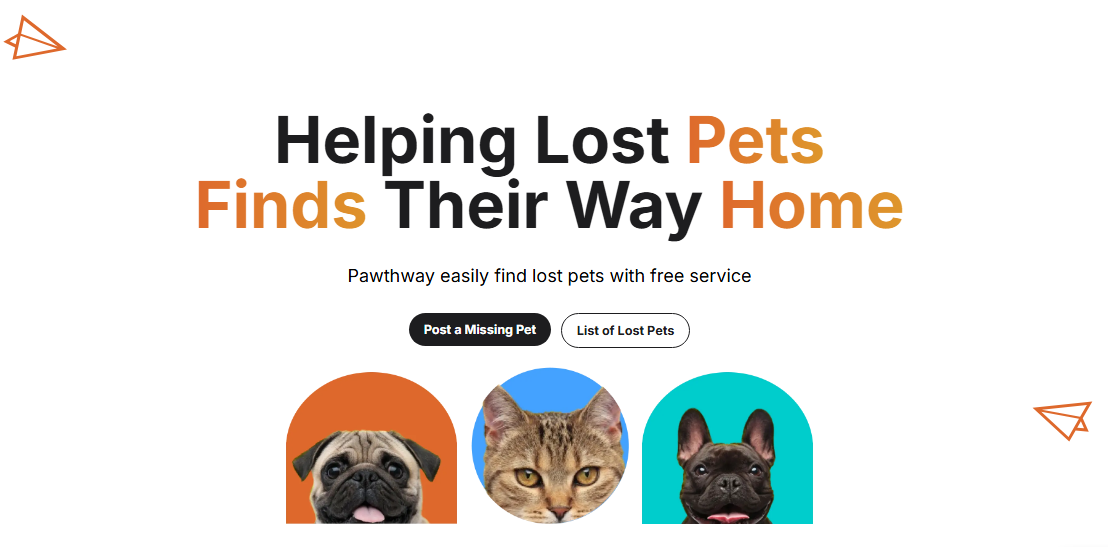 Helping Lost Pets
Finds Their Way Home
Pawthway easily find lost pets with free service
Post a Missing Pet
List of Lost Pets